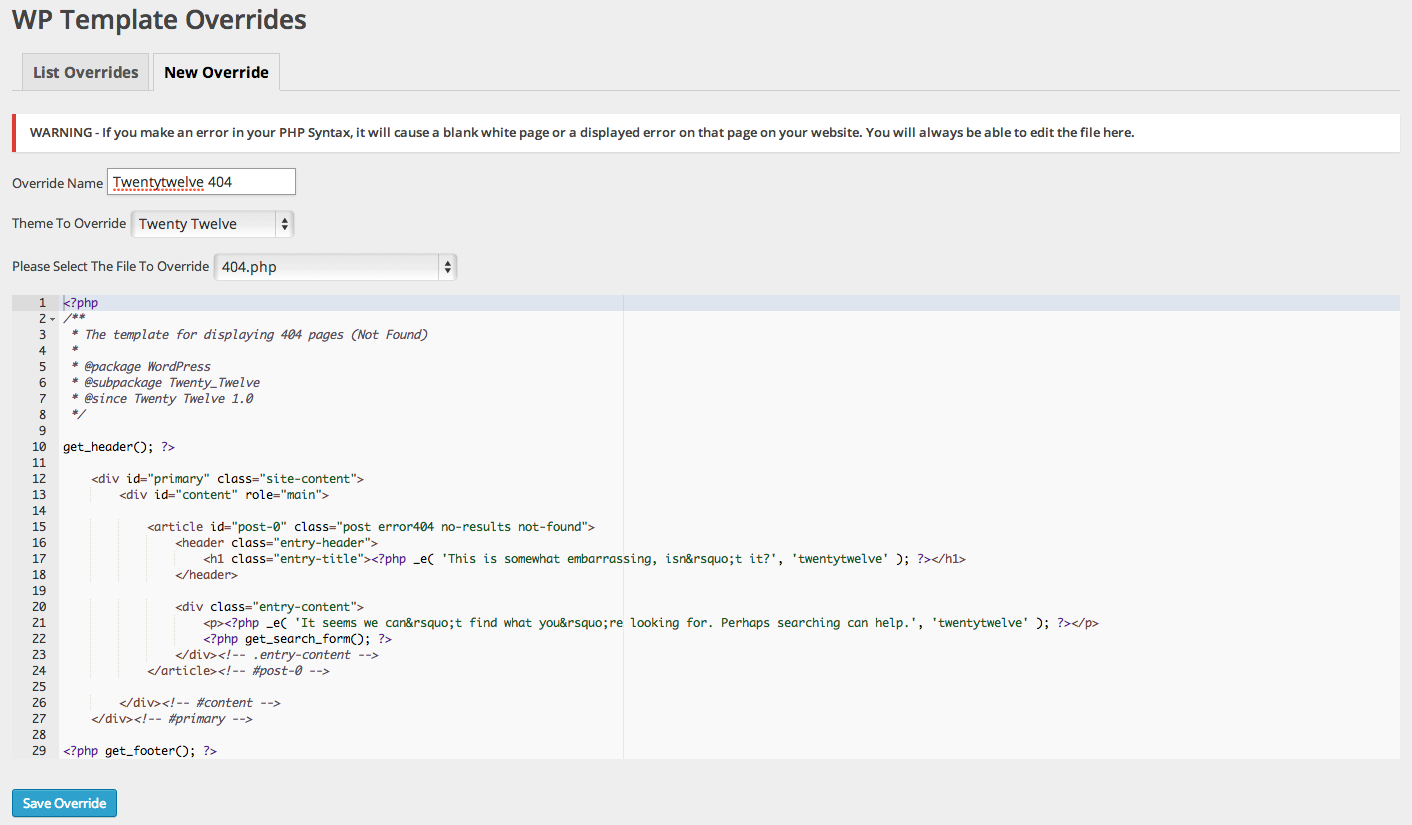 WP Template Overrides
List Overrides New Override
WARNING - If you make an error in your PHP Syntax, it will cause a blank white page or a displayed error on that page on your website. You will always be able to edit the file here.
Override Name Twentytwelve 404
Theme To Override Twenty Twelve
Please Select The File To Override 404.php
1 <?php
2 /**
3 * The template for displaying 404 pages (Not Found)
4 *
5 * @package WordPress
6 * @subpackage Twenty_Twelve
7 * @since Twenty Twelve 1.0
8 */
9
10 get_header(); ?>
11
12 <div id="primary" class="site-content">
13 <div id="content" role="main">
14
15 <article id="post-0" class="post error404 no-results not-found">
16 <header class="entry-header">
17 <h1 class="entry-title"><?php _e( 'This is somewhat embarrassing, isn&rsquo;t it?', 'twentytwelve' ); ?></h1>
18 </header>
19
20 <div class="entry-content">
21 <p><?php _e( 'It seems we can&rsquo;t find what you&rsquo;re looking for. Perhaps searching can help.', 'twentytwelve' ); ?></p>
22 <?php get_search_form(); ?>
23 </div><!-- .entry-content -->
24 </article><!-- #post-0 -->
25
26 </div><!-- #content -->
27 </div><!-- #primary -->
28
29 <?php get_footer(); ?>
Save Override